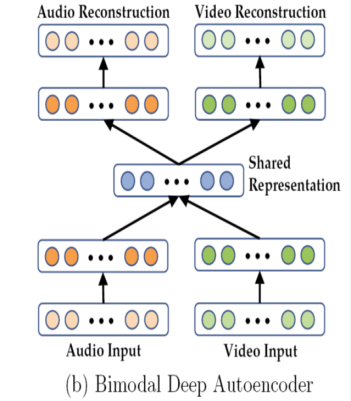 Audio Reconstruction Video Reconstruction
Shared
Representation
Audio Input Video Input
(b) Bimodal Deep Autoencoder